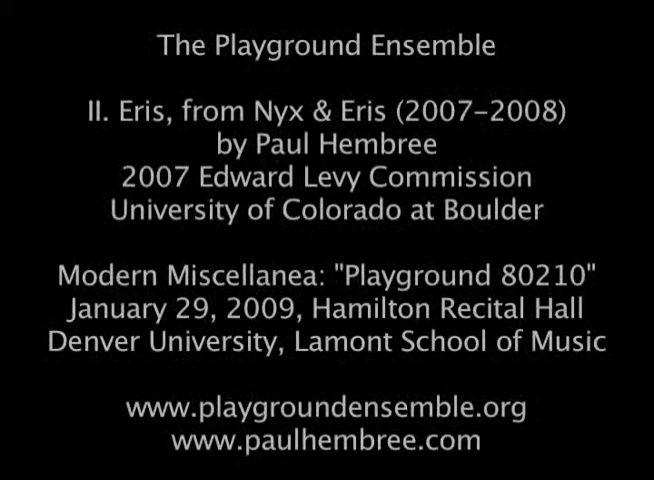 The Playground Ensemble
II. Eris, from Nyx & Eris (2007-2008)
by Paul Hembree
2007 Edward Levy Commission
University of Colorado at Boulder
Modern Miscellanea: "Playground 80210"
January 29, 2009, Hamilton Recital Hall
Denver University, Lamont School of Music
www.playgroundensemble.org
www.paulhembree.com